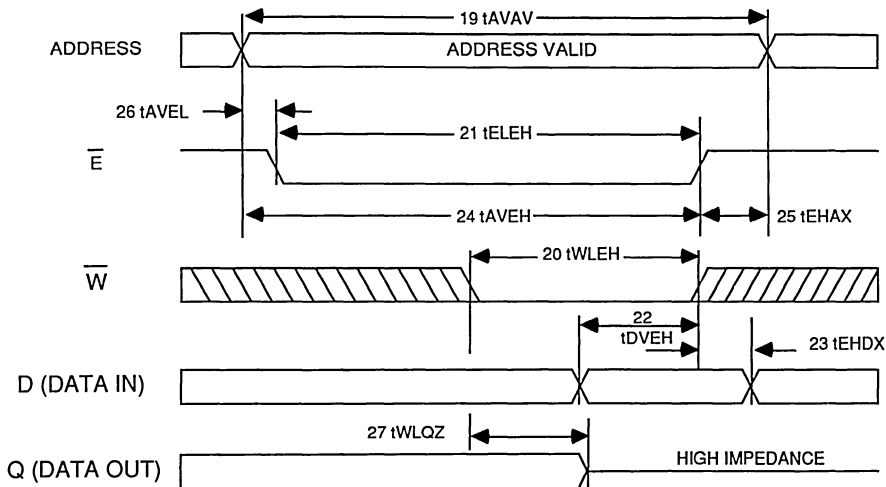 19 tAVAV
ADDRESS
ADDRESS VALID
26 tAVEL
21 tELEH
E
24 tAVEH
25 tEHAX
20 tWLEH
W
22
tDVEH
23 tEHDX
D (DATA IN)
27 tWLQZ
Q (DATA OUT)
HIGH IMPEDANCE